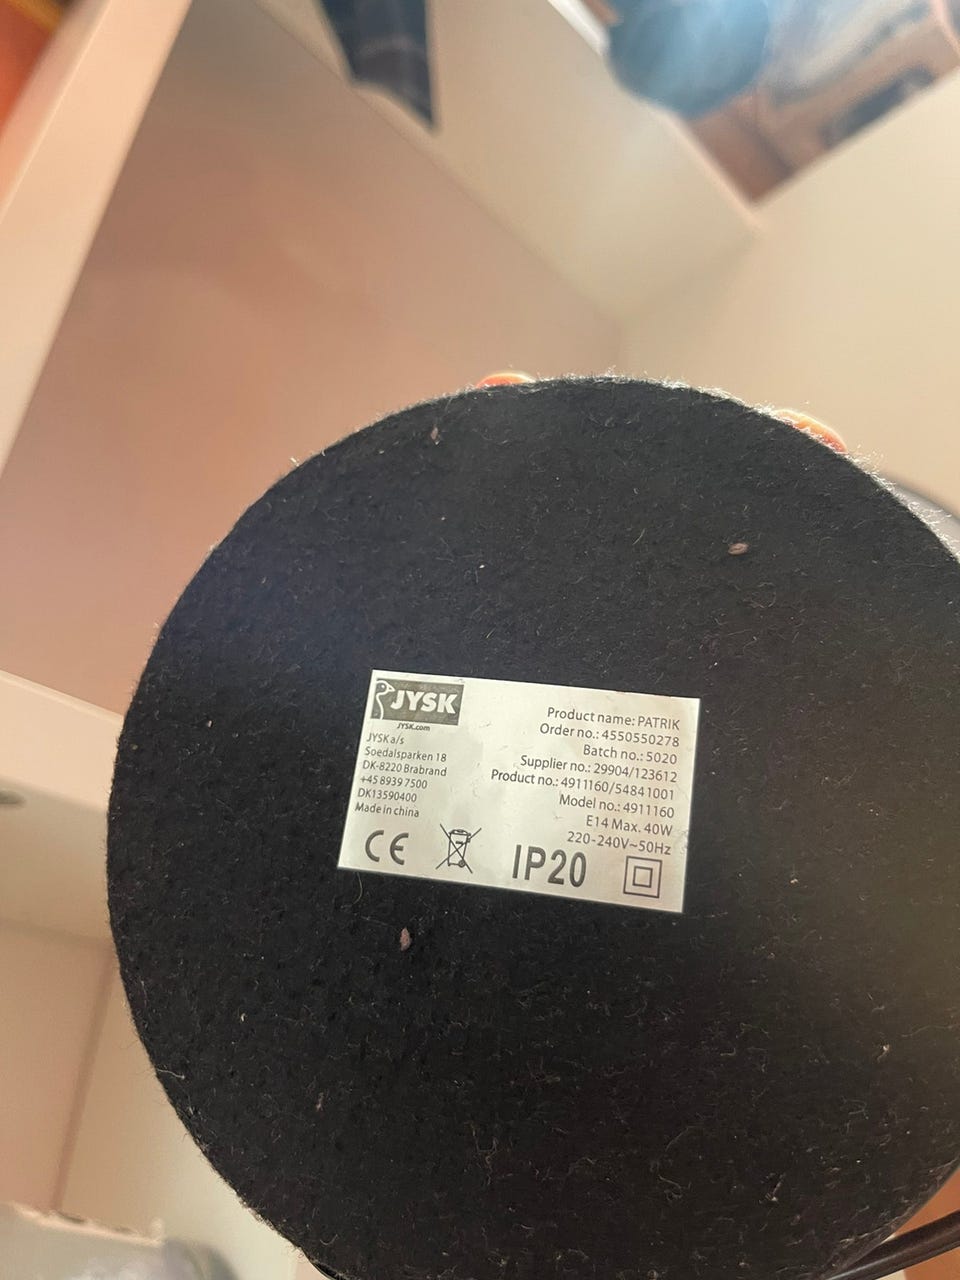 JYSK
JYSK.com
JYSK a/s
Soedalsparken 18
DK-8220 Brabrand
+45 8939 7500
DK13590400
Made in china
Product name: PATRIK
Order no.: 4550550278
Batch no.: 5020
Supplier no.: 29904/123612
Product no.: 4911160/54841001
Model no.: 4911160
E14 Max. 40W
220-240V~50Hz
CE
IP20